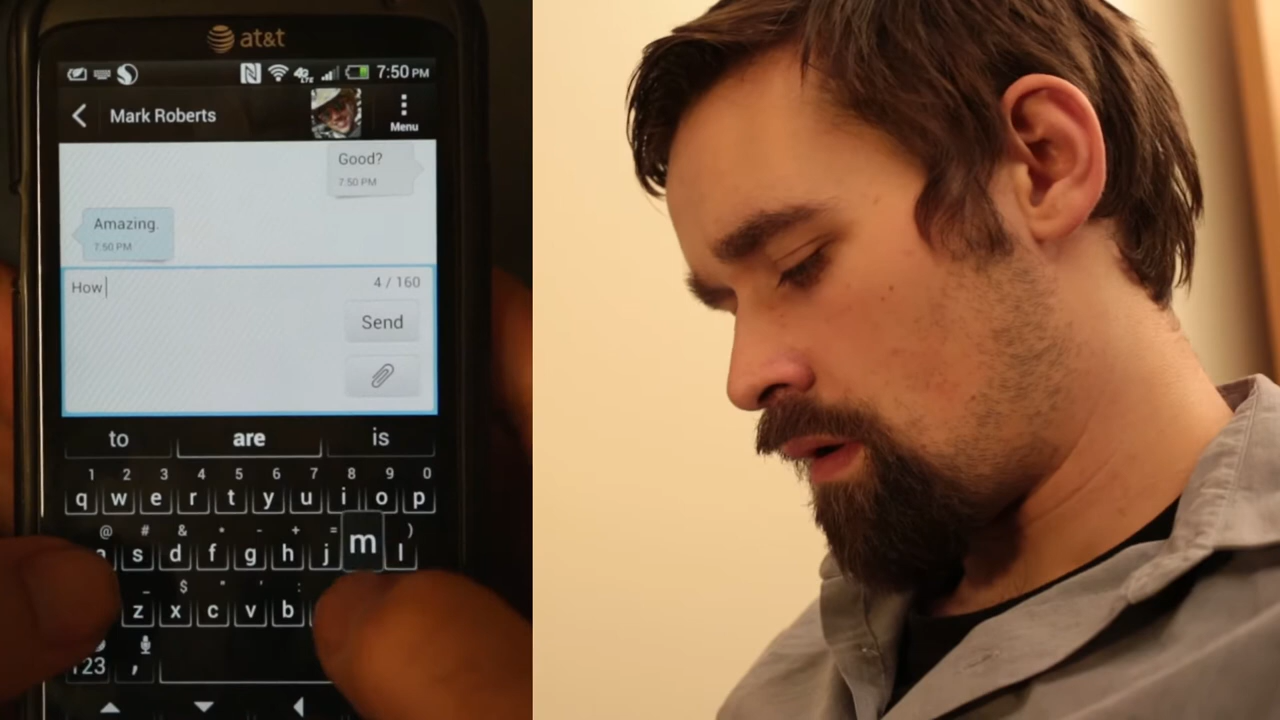 at&t
7:50 PM
Mark Roberts
Menu
Good?
7:50 PM
Amazing.
7:50 PM
How
4 / 160
Send
to are is
1 2 3 4 5 6 7 8 9 0
q w e r t y u i o p
@ # & * - + = )
s d f g h j m l
_ $ " ' :
z x c v b
123 ,